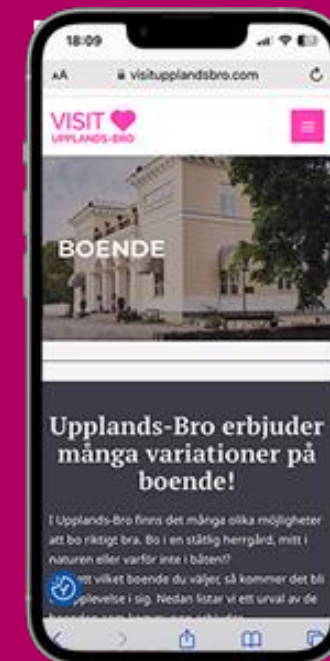 18:09
AA visitupplandsbro.com
VISIT
UPPLANDS-BRO
BOENDE
Upplands-Bro erbjuder
många variationer på
boende!
I Upplands-Bro finns det många olika möjligheter
att bo riktigt bra. Bo i en ståtlig herrgård, mitt i
naturen eller varför inte i båten!?
ett vilket boende du väljer, så kommer det bli
upplevelse i sig. Nedan listar vi ett urval av de